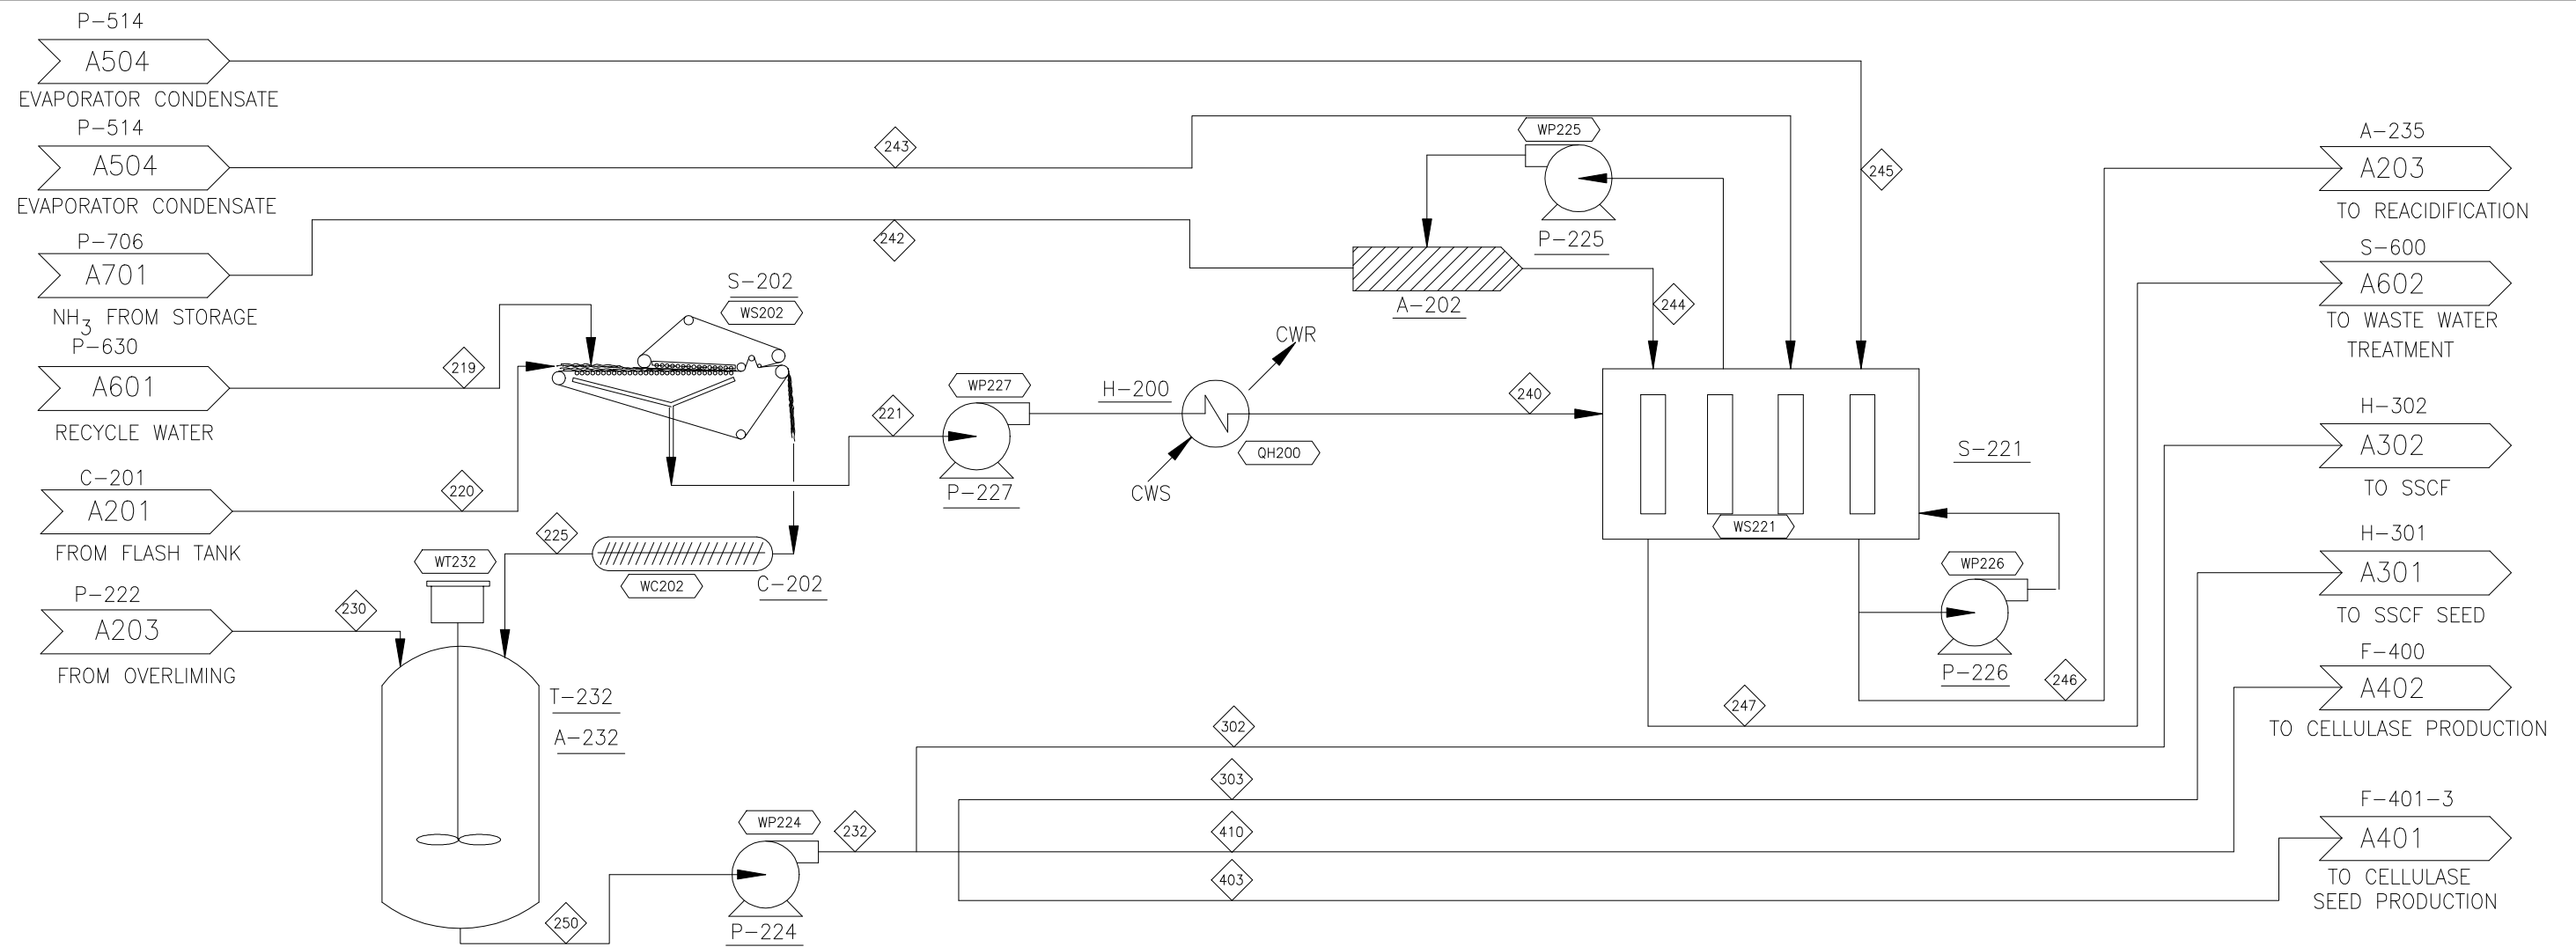 P-514
A504
EVAPORATOR CONDENSATE
P-514
A504
EVAPORATOR CONDENSATE
P-706
A701
NH3 FROM STORAGE
P-630
A601
RECYCLE WATER
C-201
A201
FROM FLASH TANK
P-222
A203
FROM OVERLIMING
243
242
219
220
225
230
WT232
S-202
WS202
WC202
C-202
T-232
A-232
250
WP224
P-224
232
221
WP227
P-227
H-200
CWR
CWS
QH200
240
WP225
P-225
A-202
244
245
S-221
WS221
WP226
P-226
246
247
302
303
410
403
A-235
A203
TO REACIDIFICATION
S-600
A602
TO WASTE WATER
TREATMENT
H-302
A302
TO SSCF
H-301
A301
TO SSCF SEED
F-400
A402
TO CELLULASE PRODUCTION
F-401-3
A401
TO CELLULASE
SEED PRODUCTION